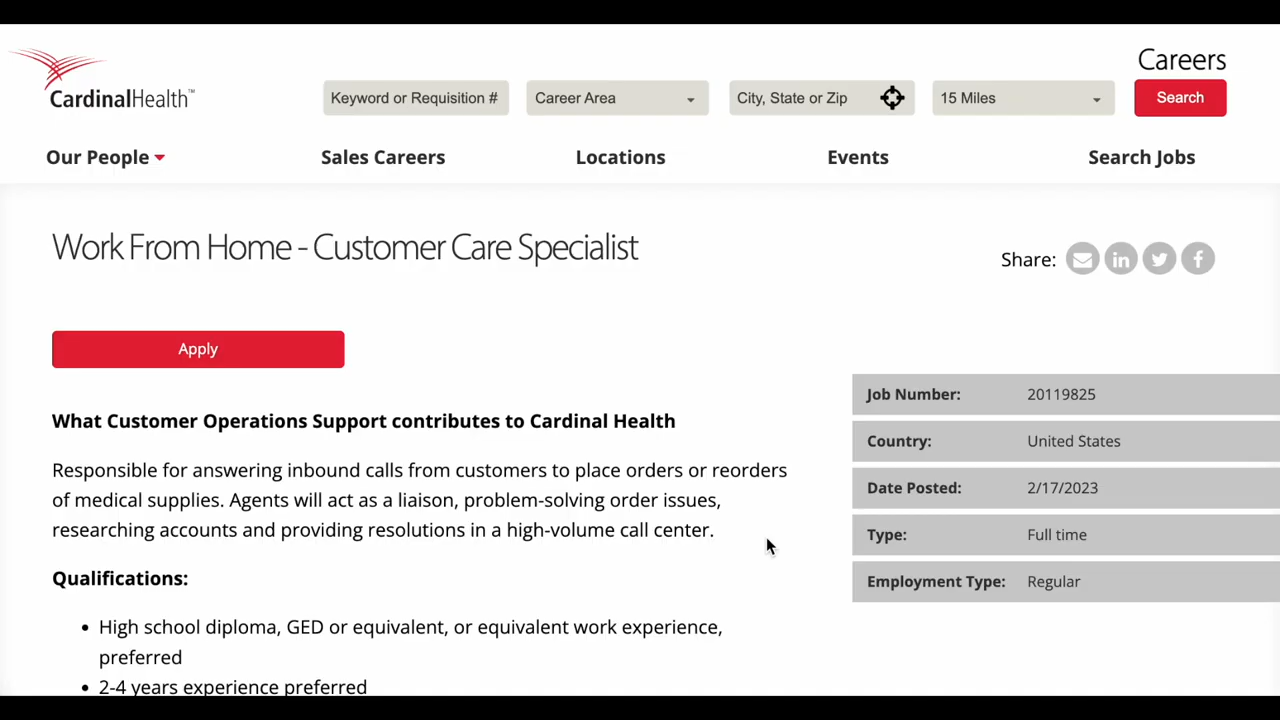 Careers
CardinalHealth™
Keyword or Requisition #
Career Area
City, State or Zip
15 Miles
Search
Our People
Sales Careers
Locations
Events
Search Jobs
Work From Home - Customer Care Specialist
Share:
Apply
What Customer Operations Support contributes to Cardinal Health
Responsible for answering inbound calls from customers to place orders or reorders
of medical supplies. Agents will act as a liaison, problem-solving order issues,
researching accounts and providing resolutions in a high-volume call center.
Qualifications:
• High school diploma, GED or equivalent, or equivalent work experience,
preferred
• 2-4 years experience preferred
Job Number: 20119825
Country: United States
Date Posted: 2/17/2023
Type: Full time
Employment Type: Regular